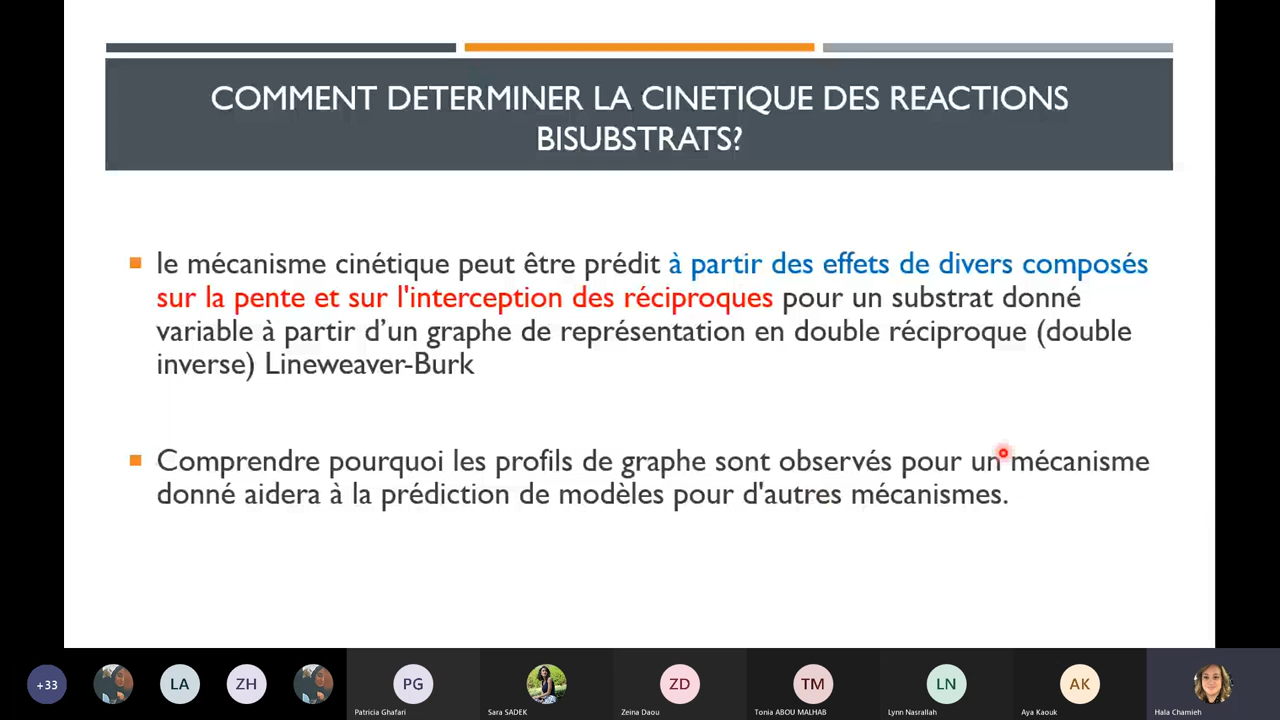 COMMENT DETERMINER LA CINETIQUE DES REACTIONS
BISUBSTRATS?
le mécanisme cinétique peut être prédit à partir des effets de divers composés
sur la pente et sur l'interception des réciproques pour un substrat donné
variable à partir d’un graphe de représentation en double réciproque (double
inverse) Lineweaver-Burk
Comprendre pourquoi les profils de graphe sont observés pour un mécanisme
donné aidera à la prédiction de modèles pour d'autres mécanismes.
+33
LA
ZH
PG
ZD
TM
LN
AK
Patricia Ghafari
Sara SADEK
Zeina Daou
Tonia ABOU MALHAB
Lynn Nasrallah
Aya Kaouk
Hala Chamieh